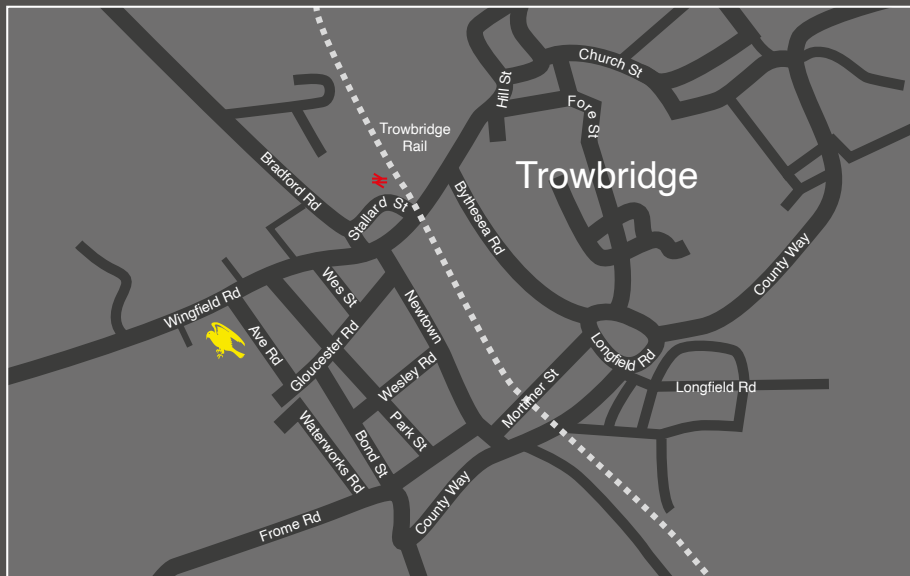 Church St
Hill St
Fore St
Trowbridge
Rail
Trowbridge
Bradford Rd
Stallard St
Bythesea Rd
County Way
Wes St
Wingfield Rd
Newtown
Ave Rd
Gloucester Rd
Longfield Rd
Wesley Rd
Longfield Rd
Mortimer St
Park St
Waterworks Rd
Bond St
County Way
Frome Rd